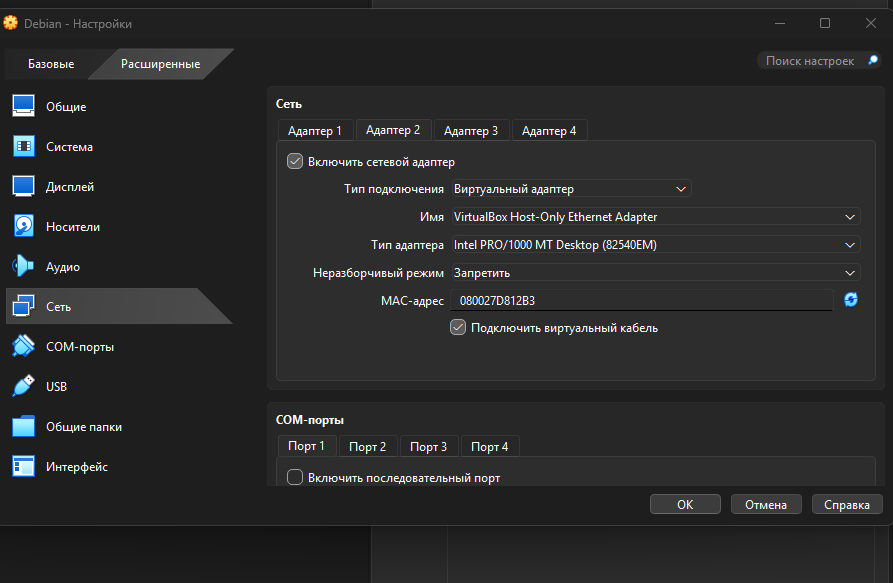 Debian - Настройки
Базовые
Расширенные
Поиск настроек
Общие
Система
Дисплей
Носители
Аудио
Сеть
COM-порты
USB
Общие папки
Интерфейс
Сеть
Адаптер 1 Адаптер 2 Адаптер 3 Адаптер 4
Включить сетевой адаптер
Тип подключения Виртуальный адаптер
Имя VirtualBox Host-Only Ethernet Adapter
Тип адаптера Intel PRO/1000 MT Desktop (82540EM)
Неразборчивый режим Запретить
MAC-адрес 080027D812B3
Подключить виртуальный кабель
COM-порты
Порт 1 Порт 2 Порт 3 Порт 4
Включить последовательный порт
OK Отмена Справка